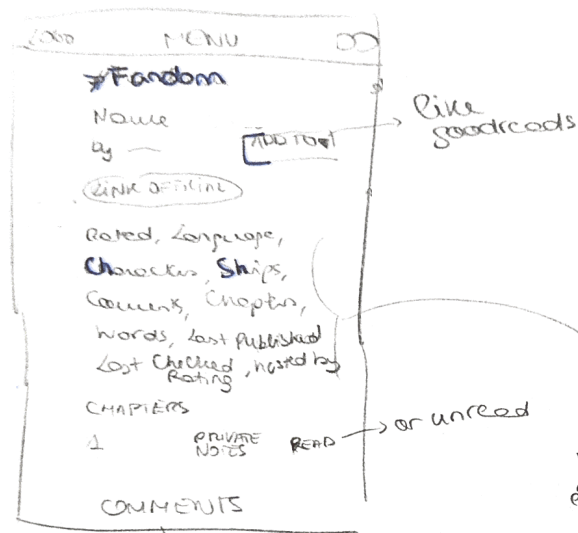 LOGO MENU
#Fandom
Name
by
ADD TO
like
goodreads
LINK OFFICIAL
Rated, Language,
Characters, Ships,
Comments, Chapters,
Words, Last published
Last Checked, hosted by
Rating
CHAPTERS
1 PRIVATE NOTES READ → or unread
COMMENTS